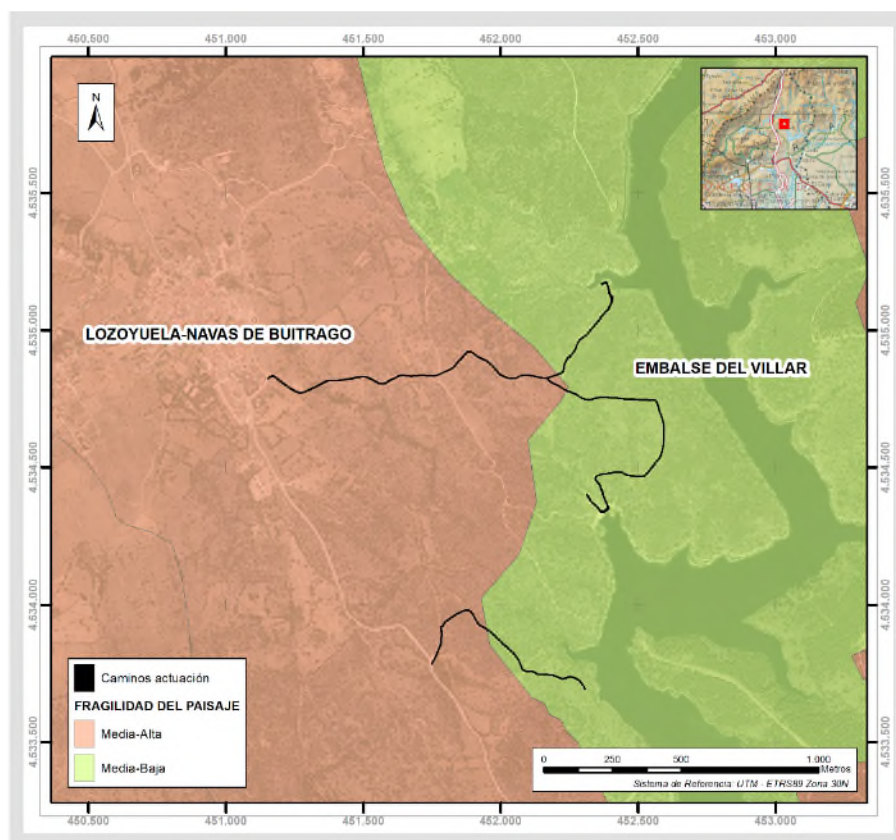 450.500 451.000 451.500 452.000 452.500 453.000
N
4.535.500 4.535.500
4.535.000 4.535.000
LOZOYUELA-NAVAS DE BUITRAGO
EMBALSE DEL VILLAR
4.534.500 4.534.500
4.534.000 4.534.000
Caminos actuación
FRAGILIDAD DEL PAISAJE
Media-Alta
Media-Baja
4.533.500 4.533.500
0 250 500 1.000
Metros
Sistema de Referencia: UTM - ETRS89 Zona 30N
450.500 451.000 451.500 452.000 452.500 453.000